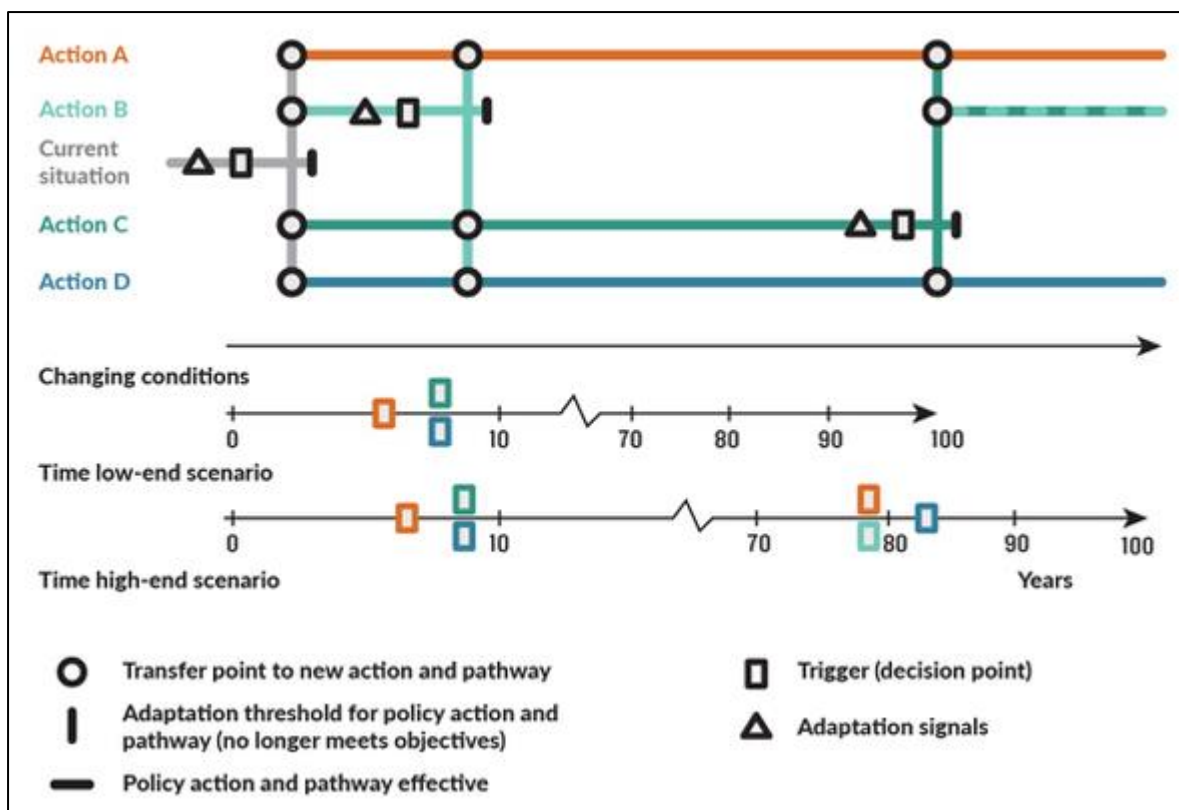 Action A
Action B
Current
situation
Action C
Action D
Changing conditions
0 10 70 80 90 100
Time low-end scenario
0 10 70 80 90 100
Time high-end scenario Years
Transfer point to new action and pathway
Adaptation threshold for policy action and
pathway (no longer meets objectives)
Policy action and pathway effective
Trigger (decision point)
Adaptation signals